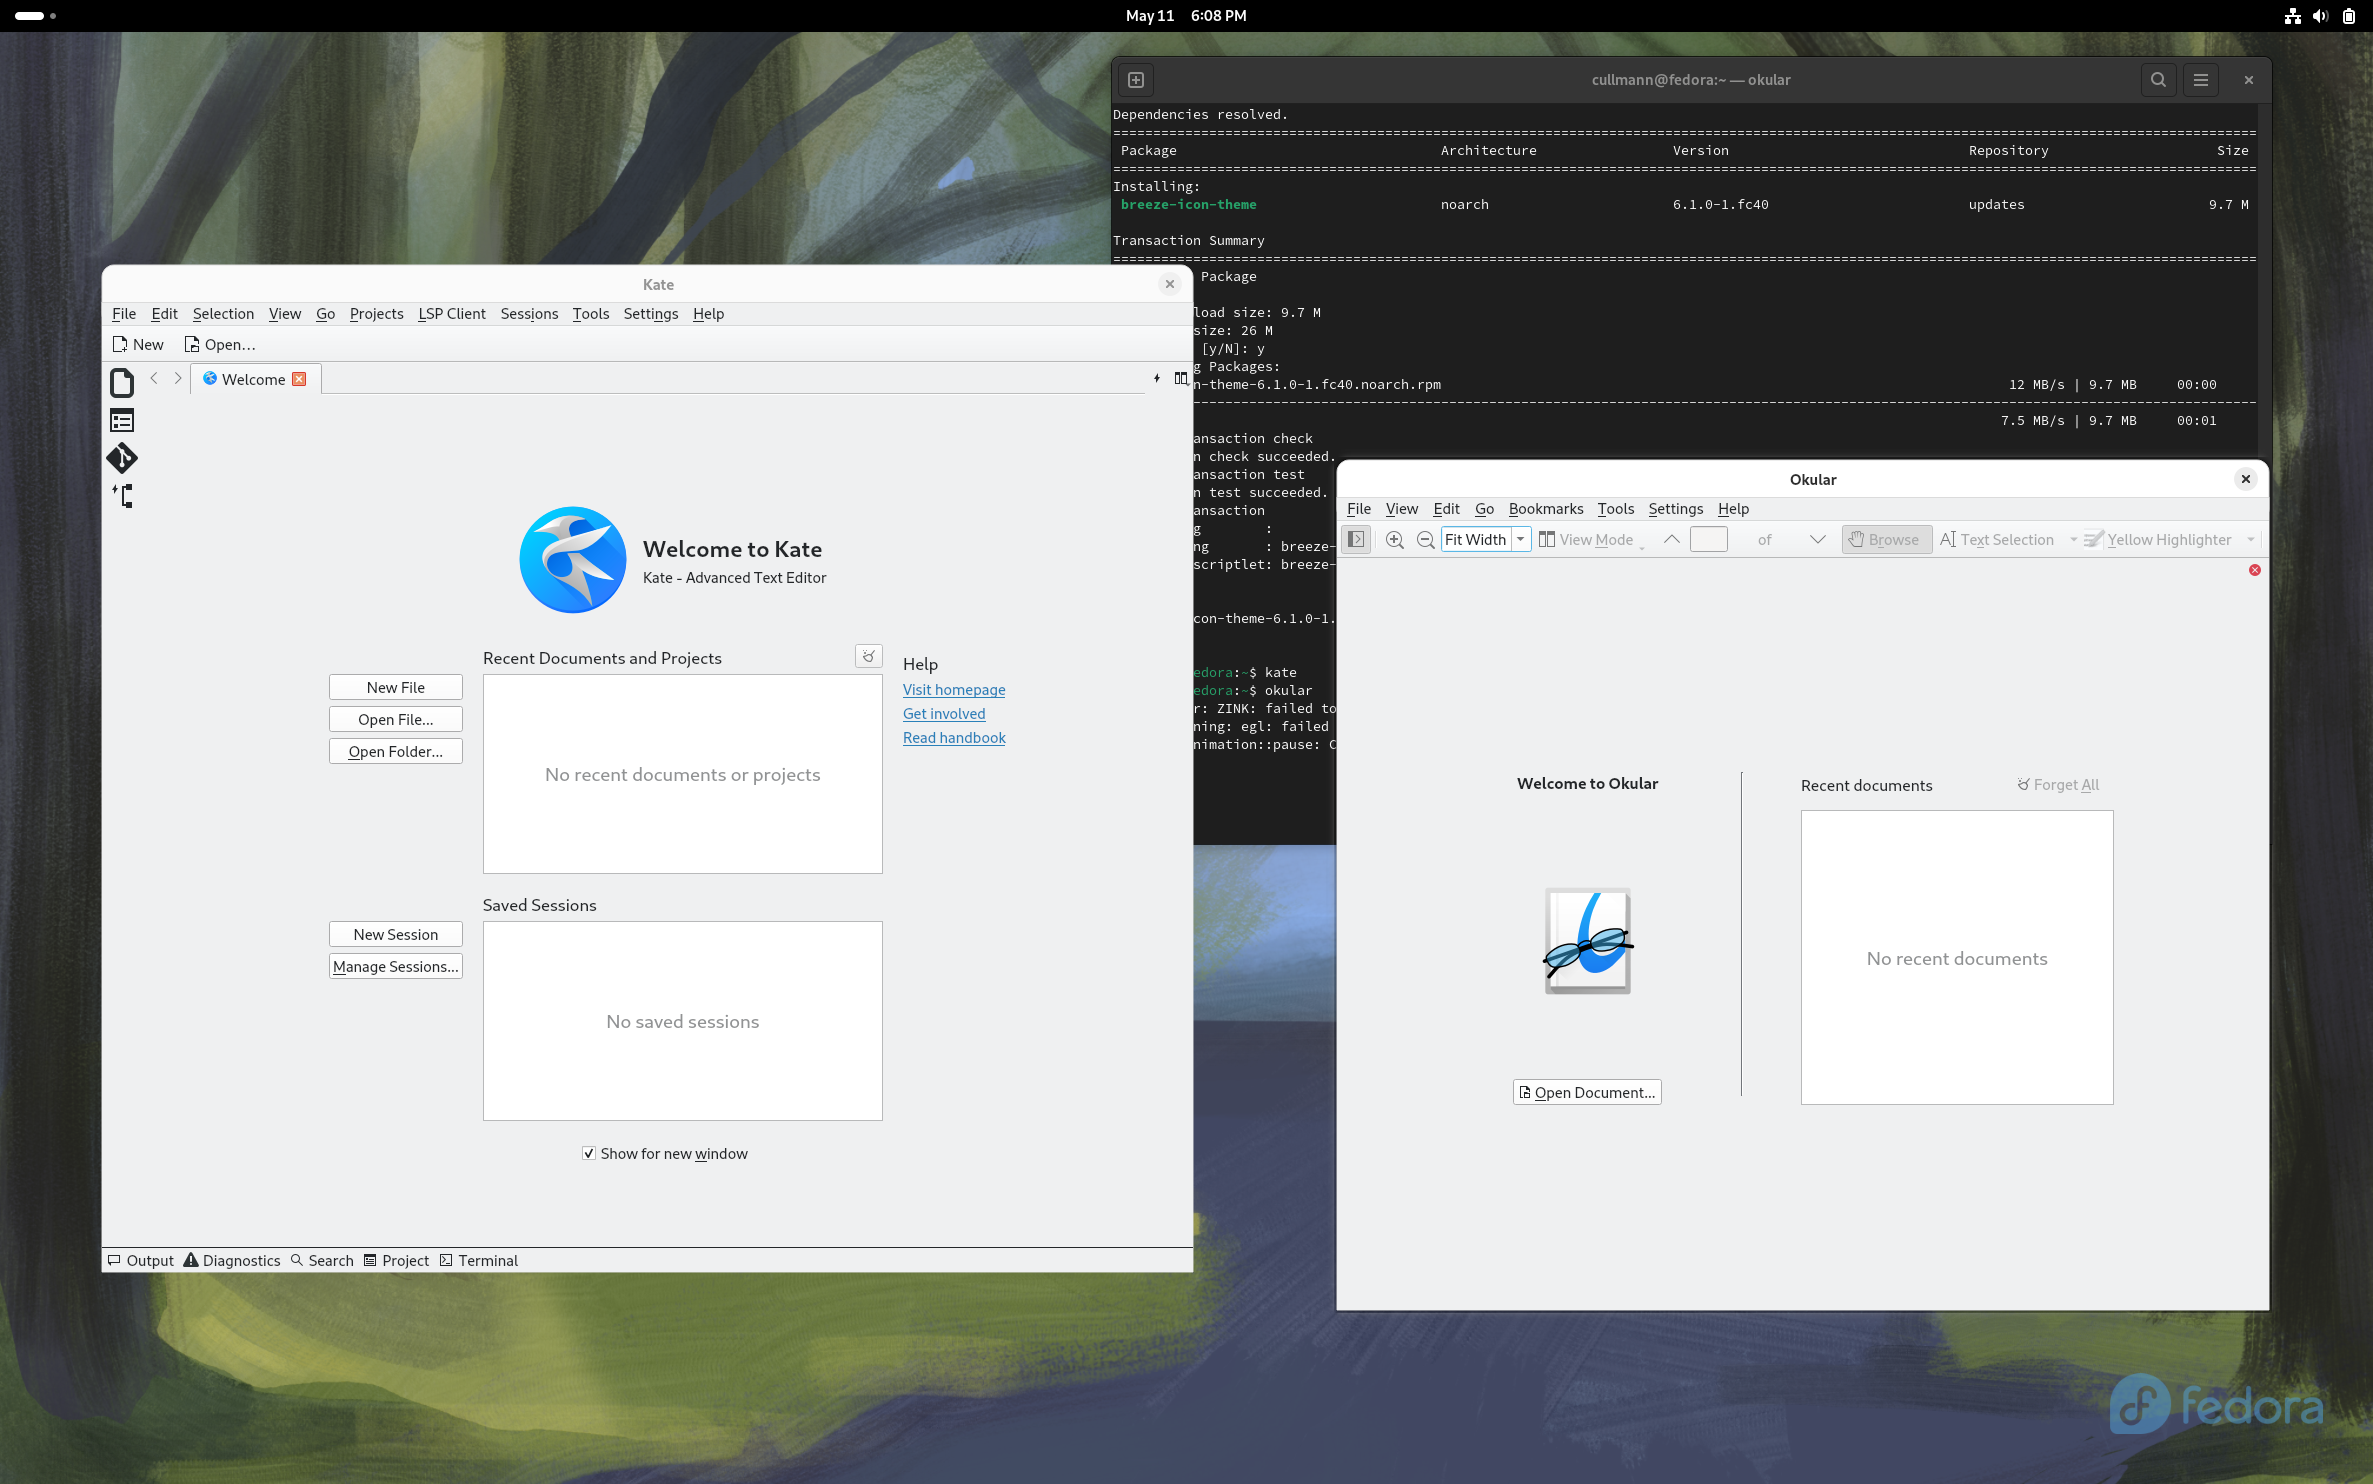 May 11 6:08 PM
cullmann@fedora:~ — okular
Dependencies resolved.
Package Architecture Version Repository Size
Installing:
breeze-icon-theme noarch 6.1.0-1.fc40 updates 9.7 M
Transaction Summary
Package
load size: 9.7 M
size: 26 M
[y/N]: y
g Packages:
n-theme-6.1.0-1.fc40.noarch.rpm 12 MB/s | 9.7 MB 00:00
7.5 MB/s | 9.7 MB 00:01
ansaction check
n check succeeded.
ansaction test
n test succeeded.
ansaction
g :
ng : breeze-
scriptlet: breeze-
con-theme-6.1.0-1.
edora:~$ kate
edora:~$ okular
r: ZINK: failed to
ning: egl: failed
nimation::pause: C
Kate
File Edit Selection View Go Projects LSP Client Sessions Tools Settings Help
New Open...
Welcome
Welcome to Kate
Kate - Advanced Text Editor
Recent Documents and Projects
New File
Open File...
Open Folder...
No recent documents or projects
Help
Visit homepage
Get involved
Read handbook
Saved Sessions
New Session
Manage Sessions...
No saved sessions
Show for new window
Output Diagnostics Search Project Terminal
Okular
File View Edit Go Bookmarks Tools Settings Help
Fit Width View Mode of Browse Text Selection Yellow Highlighter
Welcome to Okular
Recent documents Forget All
No recent documents
Open Document...
fedora